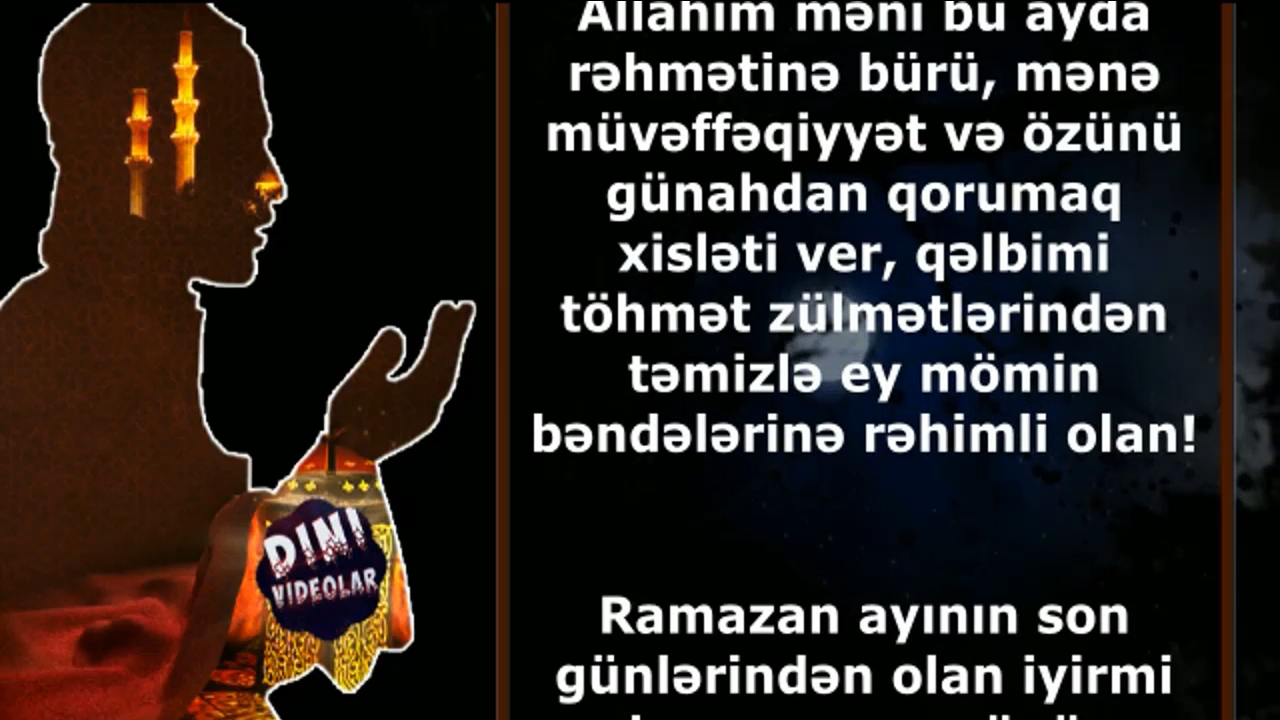 Allahım məni bu ayda
rəhmətinə bürü, mənə
müvəffəqiyyət və özünü
günahdan qorumaq
xisləti ver, qəlbimi
töhmət zülmətlərindən
təmizlə ey mömin
bəndələrinə rəhimli olan!
Ramazan ayının son
günlərindən olan iyirmi
DINI
VIDEOLAR